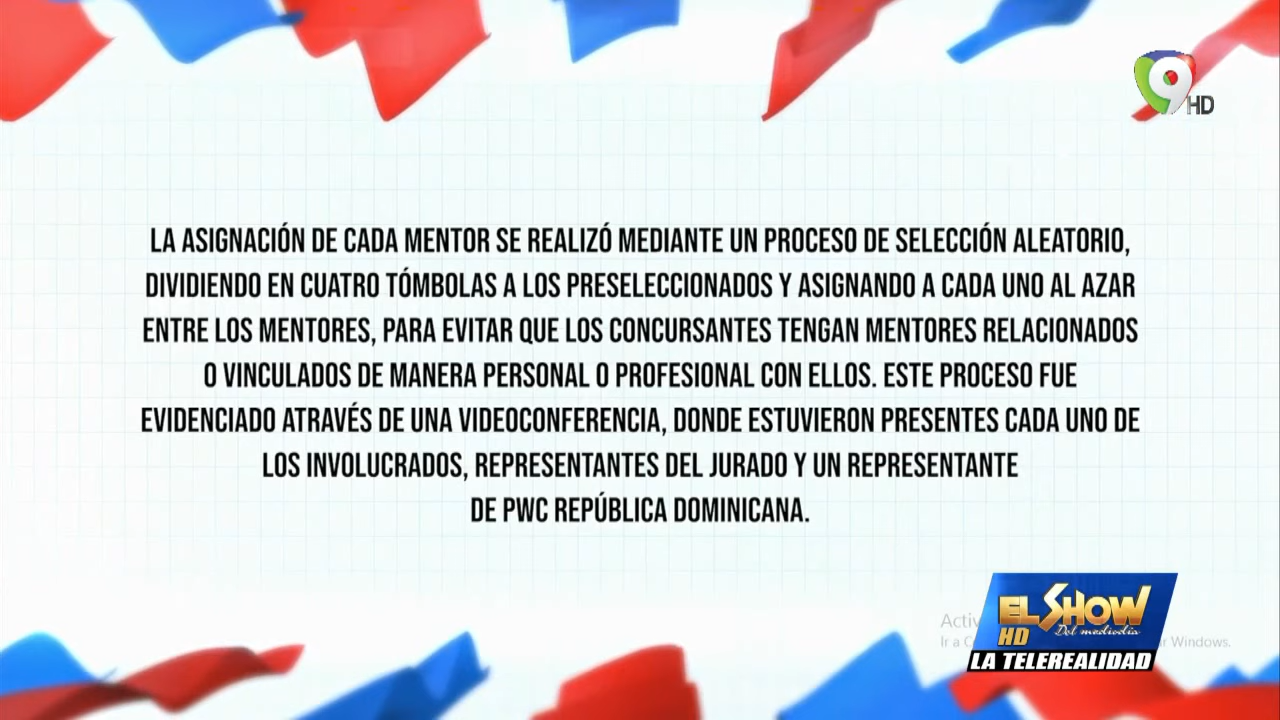 9 HD
LA ASIGNACIÓN DE CADA MENTOR SE REALIZÓ MEDIANTE UN PROCESO DE SELECCIÓN ALEATORIO,
DIVIDIENDO EN CUATRO TÓMBOLAS A LOS PRESELECCIONADOS Y ASIGNANDO A CADA UNO AL AZAR
ENTRE LOS MENTORES, PARA EVITAR QUE LOS CONCURSANTES TENGAN MENTORES RELACIONADOS
O VINCULADOS DE MANERA PERSONAL O PROFESIONAL CON ELLOS. ESTE PROCESO FUE
EVIDENCIADO ATRAVÉS DE UNA VIDEOCONFERENCIA, DONDE ESTUVIERON PRESENTES CADA UNO DE
LOS INVOLUCRADOS, REPRESENTANTES DEL JURADO Y UN REPRESENTANTE
DE PWC REPÚBLICA DOMINICANA.
EL SHOW
HD Del mediodía
LA TELEREALIDAD
Ir a Windows.